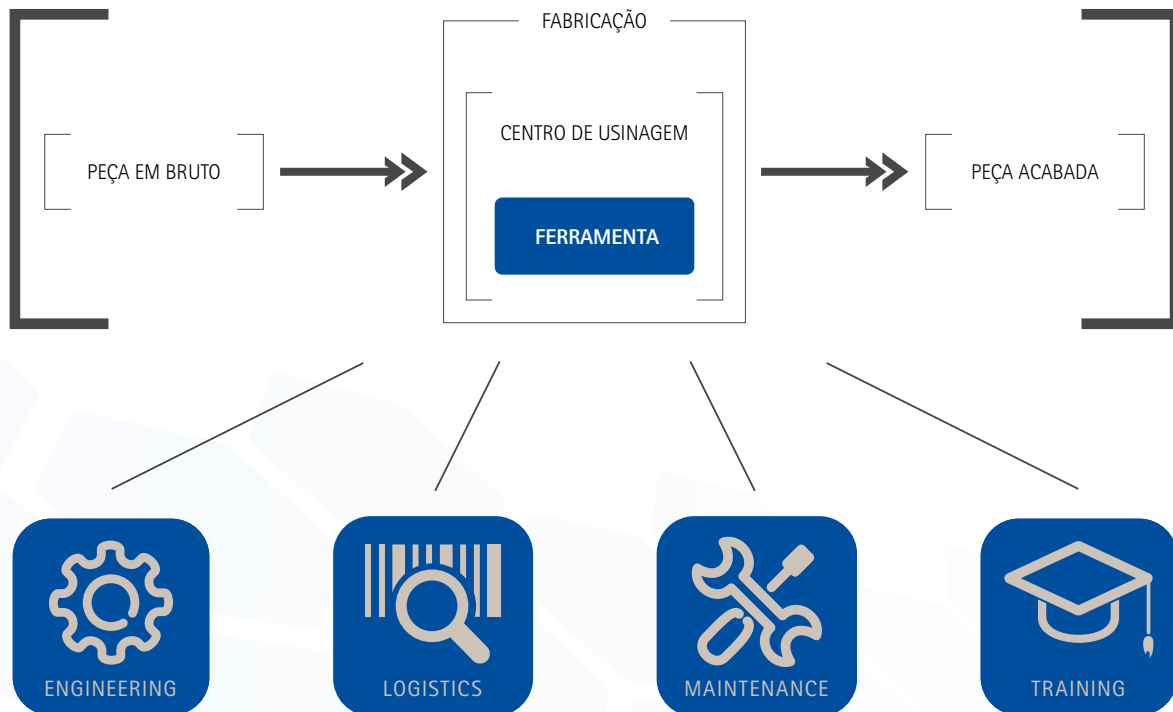 FABRICAÇÃO
CENTRO DE USINAGEM
PEÇA EM BRUTO
PEÇA ACABADA
FERRAMENTA
ENGINEERING
LOGISTICS
MAINTENANCE
TRAINING